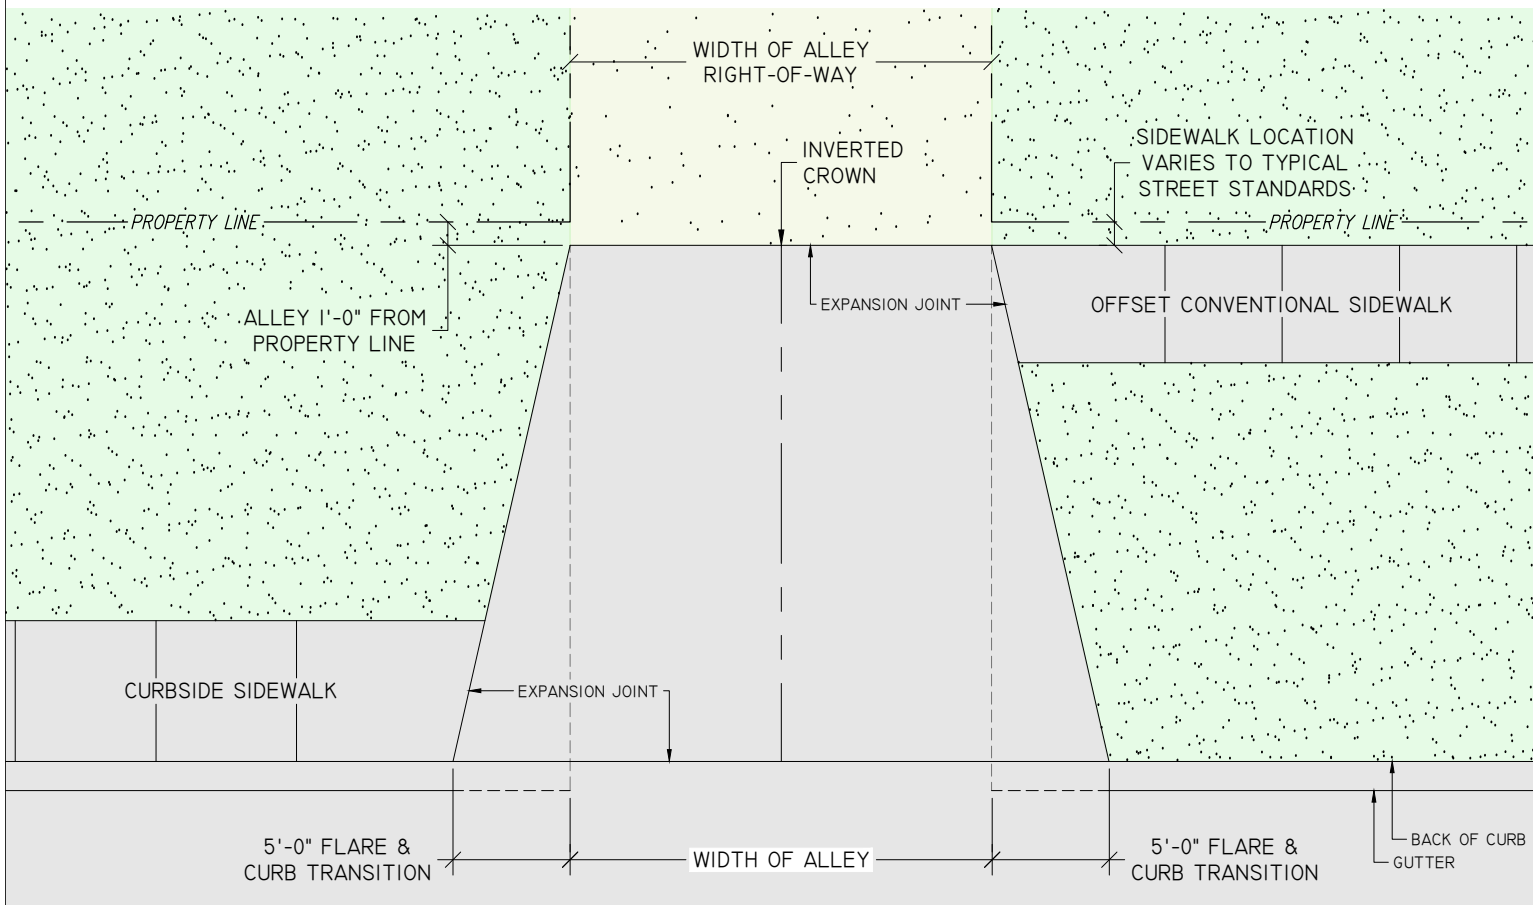 WIDTH OF ALLEY
RIGHT-OF-WAY
INVERTED
CROWN
SIDEWALK LOCATION
VARIES TO TYPICAL
STREET STANDARDS
PROPERTY LINE
PROPERTY LINE
ALLEY 1'-0" FROM
PROPERTY LINE
EXPANSION JOINT
OFFSET CONVENTIONAL SIDEWALK
CURBSIDE SIDEWALK
EXPANSION JOINT
5'-0" FLARE &
CURB TRANSITION
WIDTH OF ALLEY
5'-0" FLARE &
CURB TRANSITION
BACK OF CURB
GUTTER